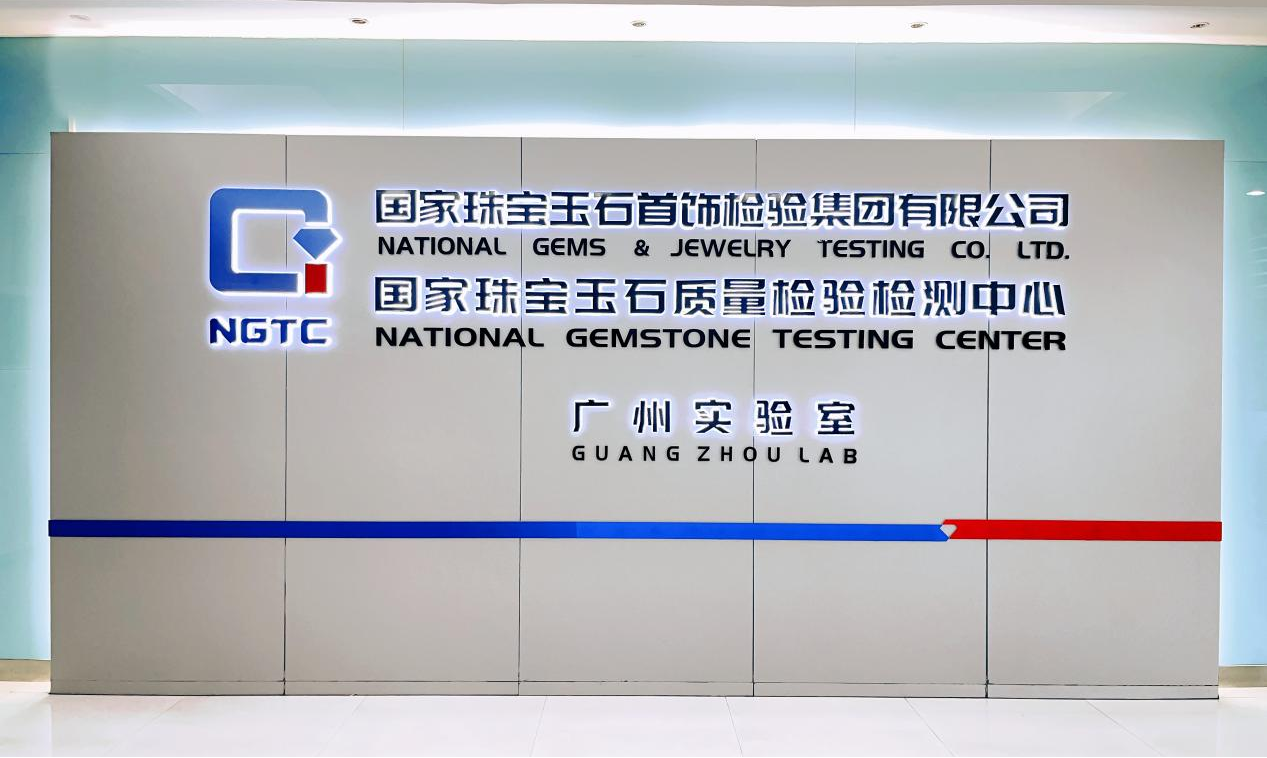 国家珠宝玉石首饰检验集团有限公司
NATIONAL GEMS & JEWELRY TESTING CO. LTD.
国家珠宝玉石质量检验检测中心
NATIONAL GEMSTONE TESTING CENTER
NGTC
广州实验室
GUANG ZHOU LAB